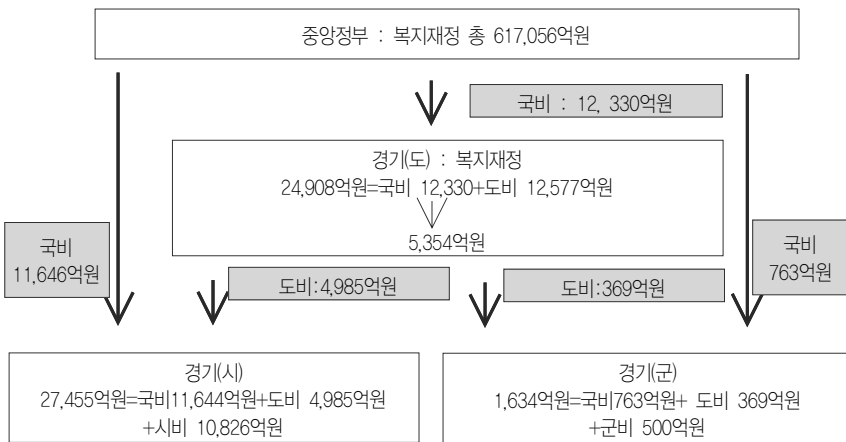 중앙정부 : 복지재정 총 617,056억원
국비 : 12, 330억원
경기(도) : 복지재정
24,908억원=국비 12,330+도비 12,577억원
5,354억원
국비
11,646억원
국비
763억원
도비:4,985억원
도비:369억원
경기(시)
27,455억원=국비11,644억원+도비 4,985억원
+시비 10,826억원
경기(군)
1,634억원=국비763억원+ 도비 369억원
+군비 500억원